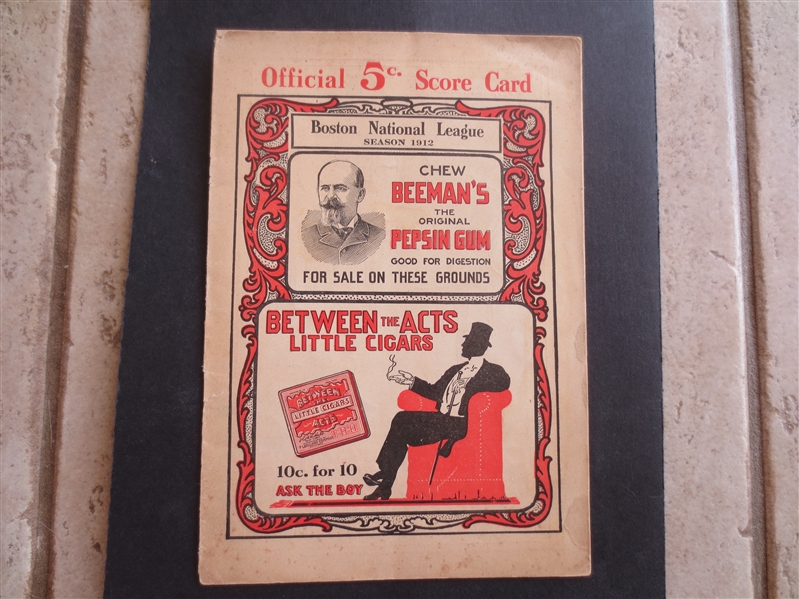 Official 5c. Score Card
Boston National League
SEASON 1912
CHEW
BEEMAN'S
THE
ORIGINAL
PEPSIN GUM
GOOD FOR DIGESTION
FOR SALE ON THESE GROUNDS
BETWEEN THE ACTS
LITTLE CIGARS
BETWEEN
THE
LITTLE CIGARS
ACTS
10c. for 10
ASK THE BOY